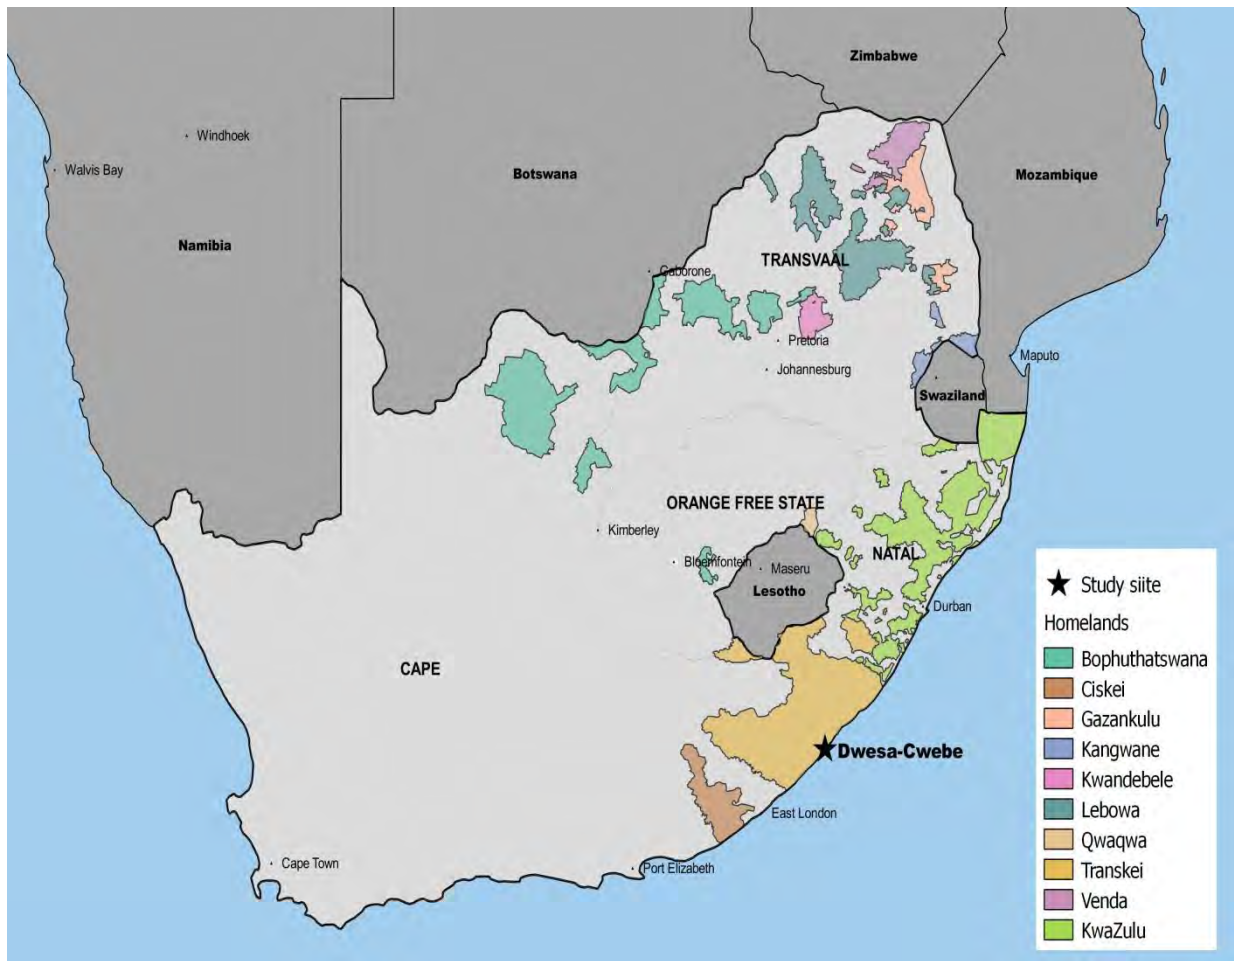 Zimbabwe
Windhoek
Walvis Bay
Botswana
Mozambique
Namibia
TRANSVAAL
Gaborone
Pretoria
Maputo
Johannesburg
Swaziland
ORANGE FREE STATE
Kimberley
NATAL
Bloemfontein
Maseru
Lesotho
Durban
CAPE
Dwesa-Cwebe
East London
Cape Town
Port Elizabeth
Study siite
Homelands
Bophuthatswana
Ciskei
Gazankulu
Kangwane
Kwandebele
Lebowa
Qwaqwa
Transkei
Venda
KwaZulu